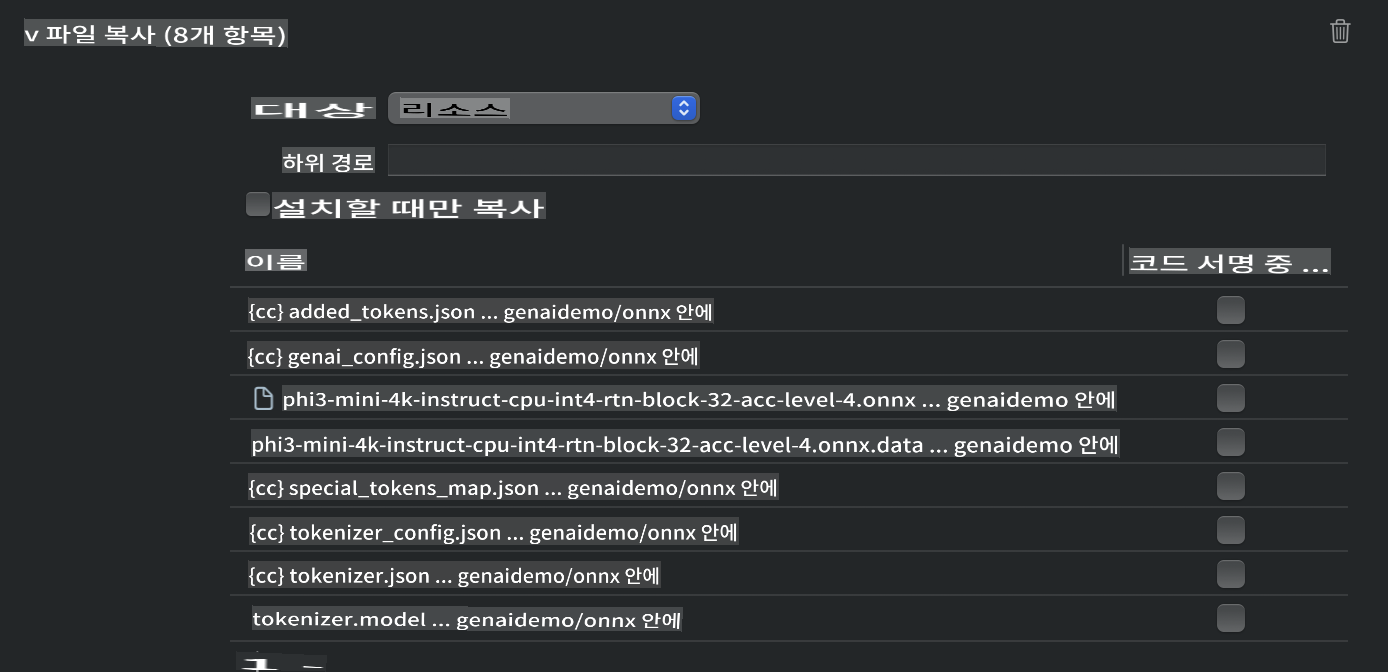 v 파일 복사 (8개 항목)
대상 리소스
하위 경로
설치할 때만 복사
이름 코드 서명 중 ...
{cc} added_tokens.json ... genaidemo/onnx 안에
{cc} genai_config.json ... genaidemo/onnx 안에
phi3-mini-4k-instruct-cpu-int4-rtn-block-32-acc-level-4.onnx ... genaidemo 안에
phi3-mini-4k-instruct-cpu-int4-rtn-block-32-acc-level-4.onnx.data ... genaidemo 안에
{cc} special_tokens_map.json ... genaidemo/onnx 안에
{cc} tokenizer_config.json ... genaidemo/onnx 안에
{cc} tokenizer.json ... genaidemo/onnx 안에
tokenizer.model ... genaidemo/onnx 안에